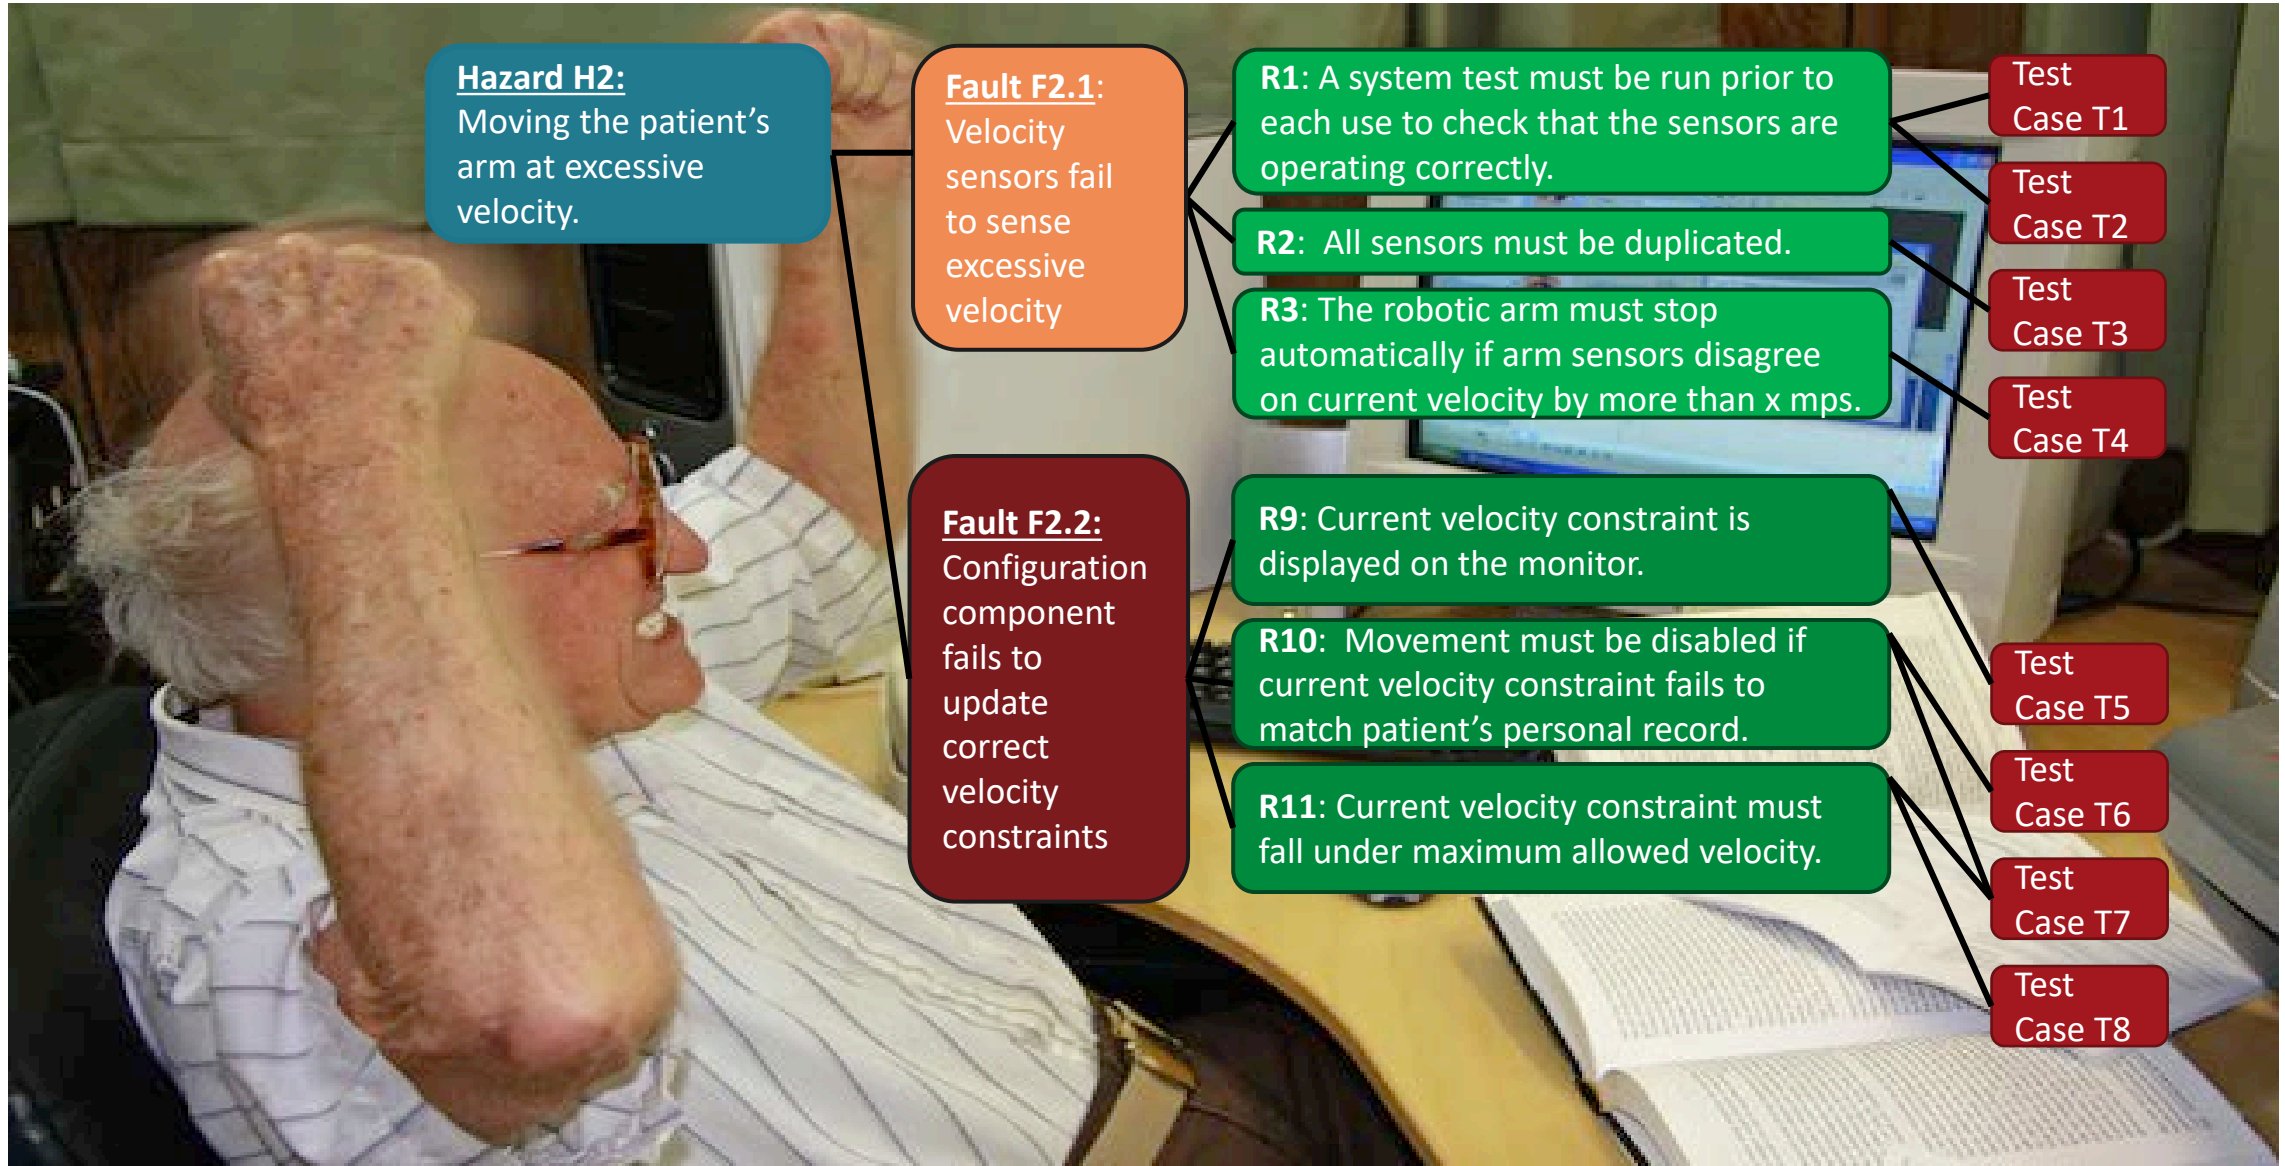 Hazard H2:
Moving the patient’s
arm at excessive
velocity.
Fault F2.1:
Velocity
sensors fail
to sense
excessive
velocity
R1: A system test must be run prior to
each use to check that the sensors are
operating correctly.
R2:  All sensors must be duplicated.
R3: The robotic arm must stop
automatically if arm sensors disagree
on current velocity by more than x mps.
Test
Case T1
Test
Case T2
Test
Case T3
Test
Case T4
Fault F2.2:
Configuration
component
fails to
update
correct
velocity
constraints
R9: Current velocity constraint is
displayed on the monitor.
R10:  Movement must be disabled if
current velocity constraint fails to
match patient’s personal record.
R11: Current velocity constraint must
fall under maximum allowed velocity.
Test
Case T5
Test
Case T6
Test
Case T7
Test
Case T8